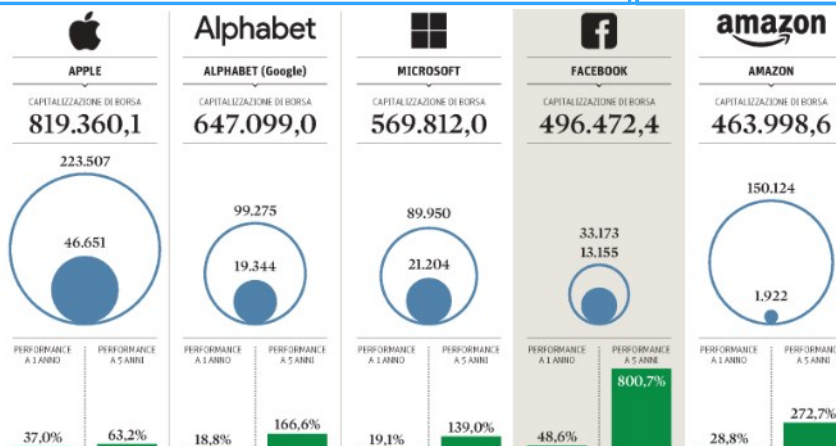 Alphabet
amazon
APPLE
CAPITALIZZAZIONE DI BORSA
819.360,1
223.507
46.651
PERFORMANCE
A 1 ANNO
PERFORMANCE
A 5 ANNI
37,0%
63,2%
ALPHABET (Google)
CAPITALIZZAZIONE DI BORSA
647.099,0
99.275
19.344
PERFORMANCE
A 1 ANNO
PERFORMANCE
A 5 ANNI
18,8%
166,6%
MICROSOFT
CAPITALIZZAZIONE DI BORSA
569.812,0
89.950
21.204
PERFORMANCE
A 1 ANNO
PERFORMANCE
A 5 ANNI
19,1%
139,0%
FACEBOOK
CAPITALIZZAZIONE DI BORSA
496.472,4
33.173
13.155
PERFORMANCE
A 1 ANNO
PERFORMANCE
A 5 ANNI
48,6%
800,7%
AMAZON
CAPITALIZZAZIONE DI BORSA
463.998,6
150.124
1.922
PERFORMANCE
A 1 ANNO
A 5 ANNI
28,8%
272,7%